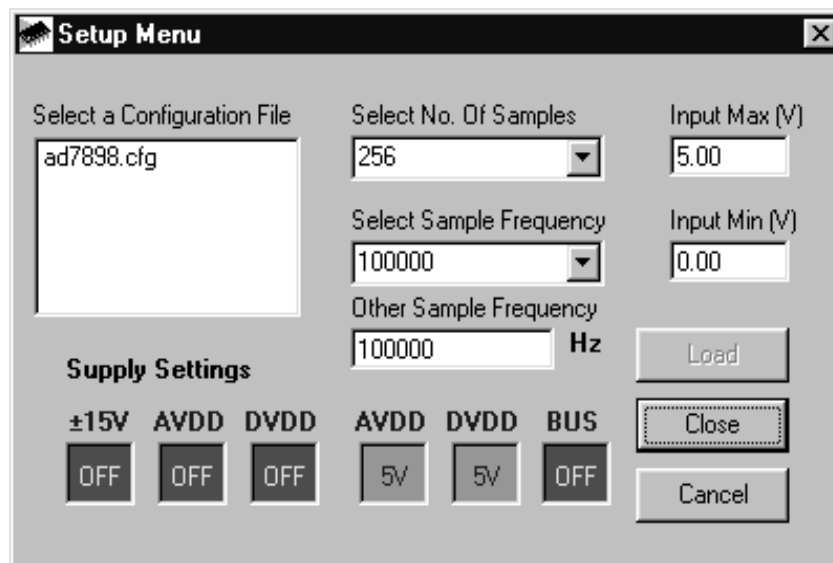 Setup Menu
Select a Configuration File
ad7898.cfg
Select No. Of Samples
256
Input Max (V)
5.00
Select Sample Frequency
100000
Input Min (V)
0.00
Other Sample Frequency
100000 Hz
Load
Close
Cancel
Supply Settings
±15V AVDD DVDD AVDD DVDD BUS
OFF OFF OFF 5V 5V OFF